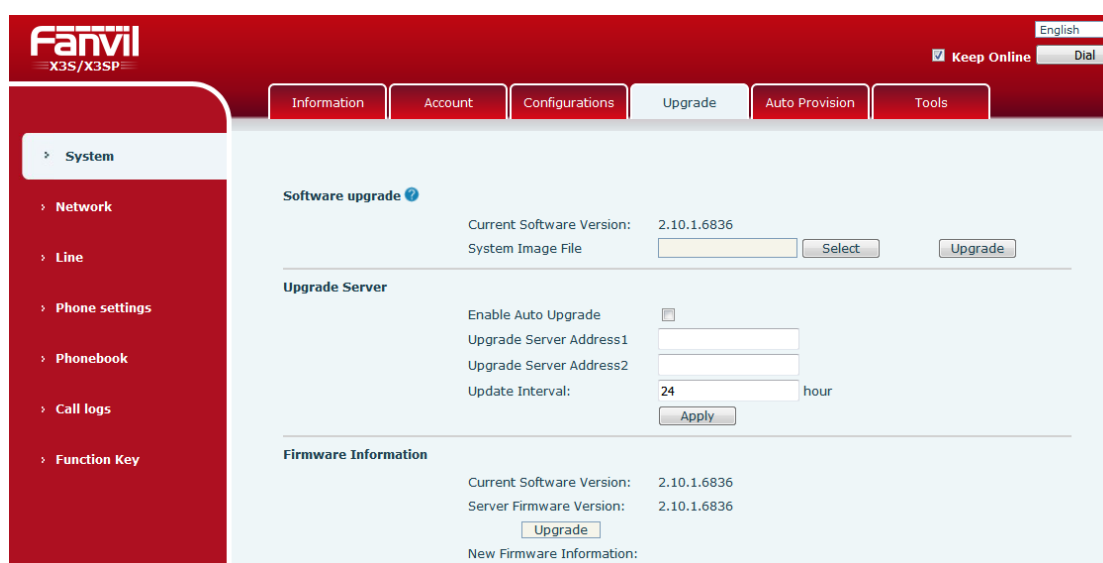 English
Fanvil
X3S/X3SP
Keep Online Dial
Information Account Configurations Upgrade Auto Provision Tools
› System
› Network
› Line
› Phone settings
› Phonebook
› Call logs
› Function Key
Software upgrade ?
Current Software Version: 2.10.1.6836
System Image File Select Upgrade
Upgrade Server
Enable Auto Upgrade
Upgrade Server Address1
Upgrade Server Address2
Update Interval: 24 hour
Apply
Firmware Information
Current Software Version: 2.10.1.6836
Server Firmware Version: 2.10.1.6836
Upgrade
New Firmware Information: